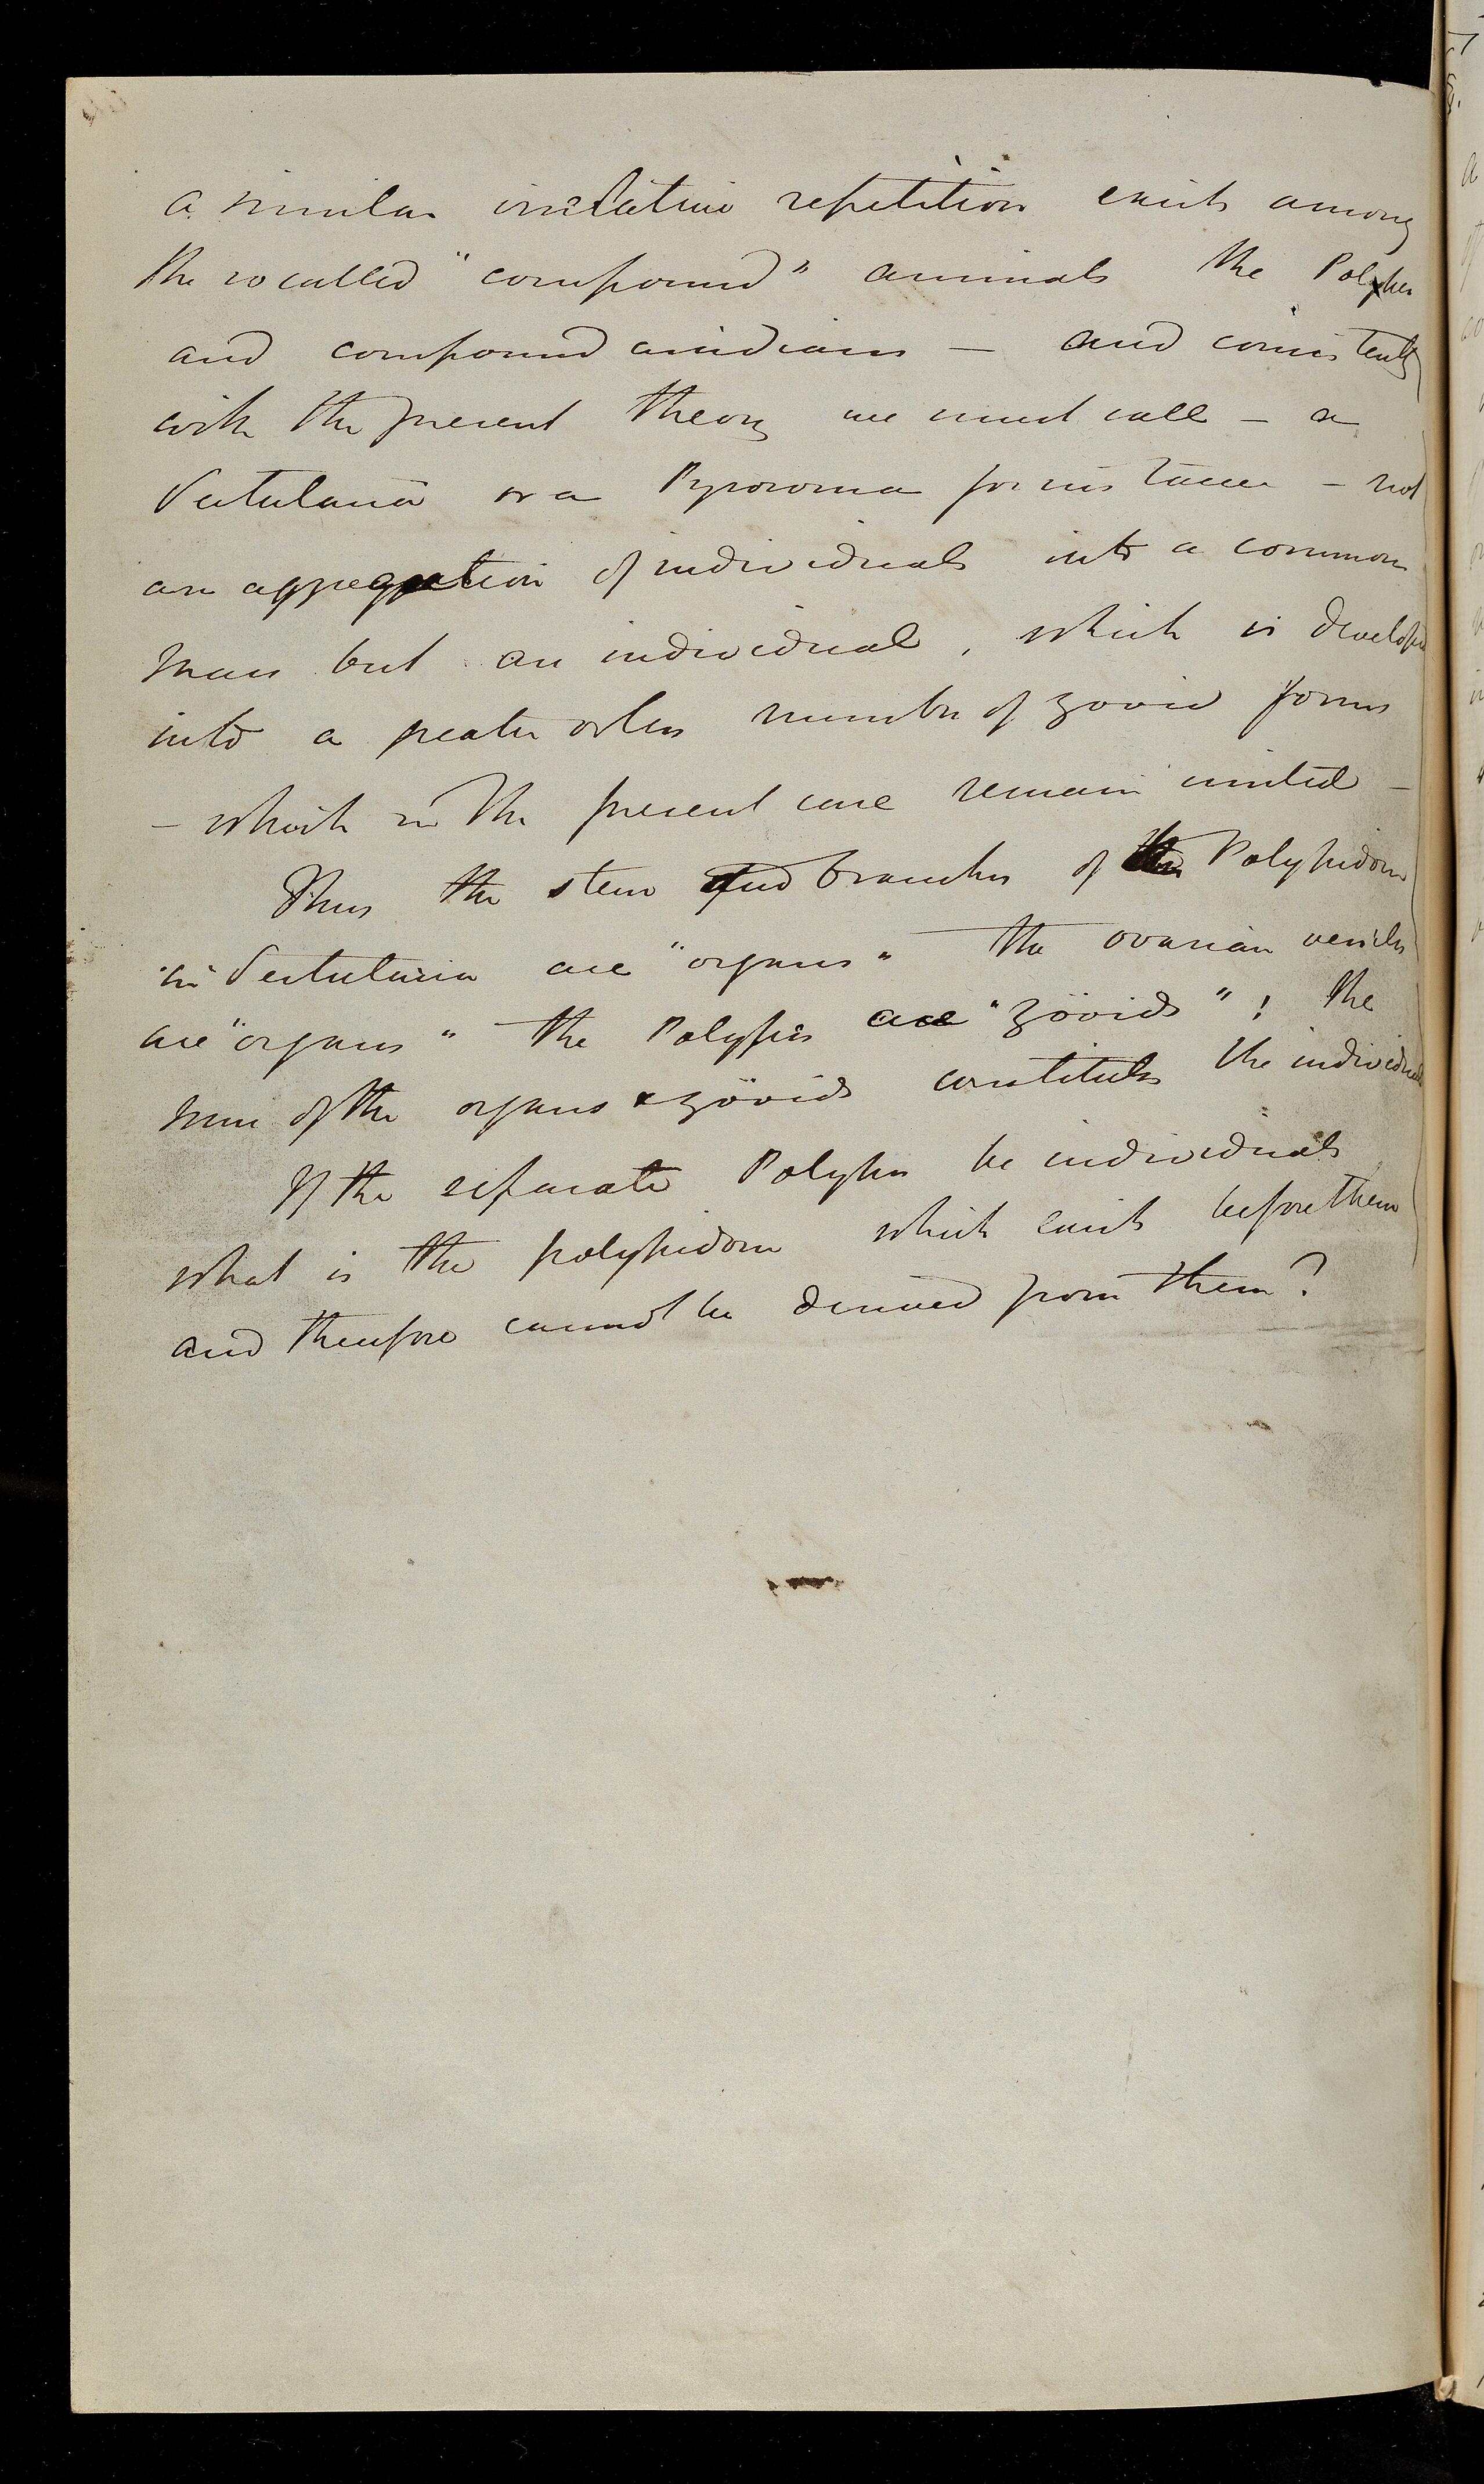 a similar irrelative repetition exists among
the so called "compound" animals the Polypes
and compound ascidians — and consistently
with the present theory we must call — a
Sertularia or a Pyrosoma for instance — not
an aggregation of individuals into a common
mass but an individual, which is developed
into a greater or less number of zooid forms
— which in the present case remain united —
Thus the stem and branches of the Polypidom
in Sertularia are "organs" the ovarian vesicles
are "organs" the Polypes are "zöoids"; the
sum of the organs & zöoids constitutes the individual
If the separate Polypes be individuals
what is the polypidom which exists before them
and therefore cannot be derived from them?